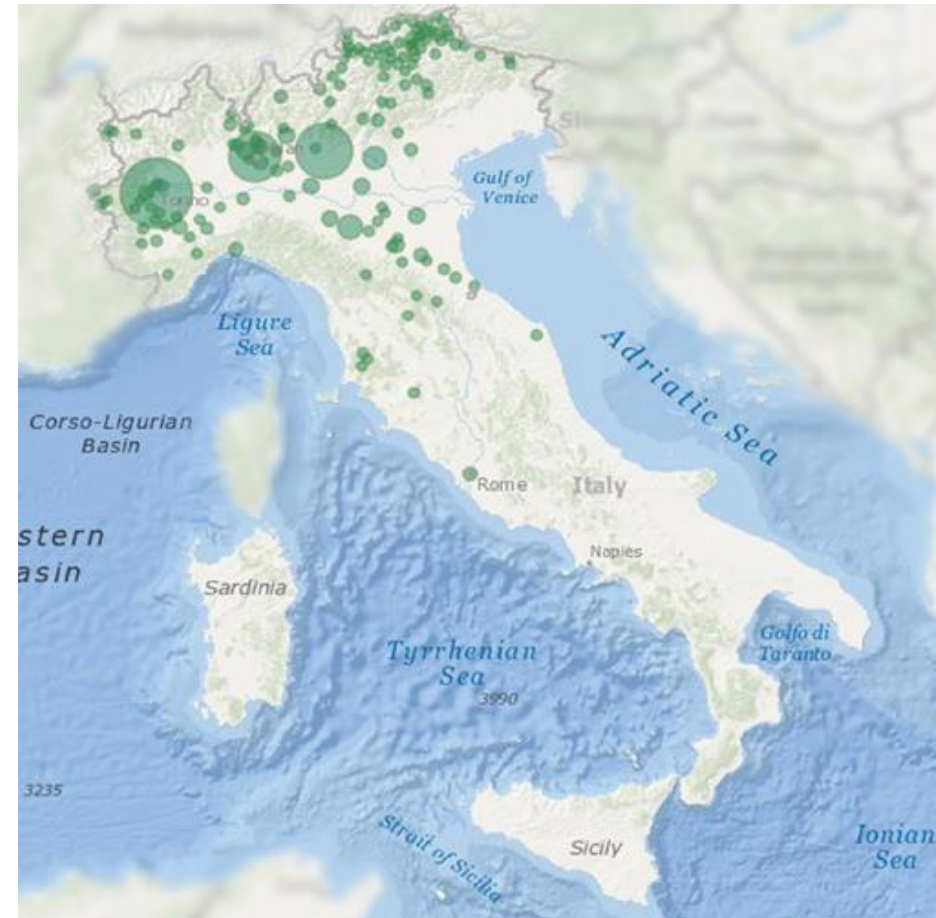 Torino
Gulf of
Venice
Ligure
Sea
Adriatic Sea
Corso-Ligurian
Basin
Rome
Italy
stern
asin
Naples
Sardinia
Golfo di
Taranto
Tyrrhenian
Sea
3990
3235
Strait of Sicilia
Sicily
Ionian
Sea